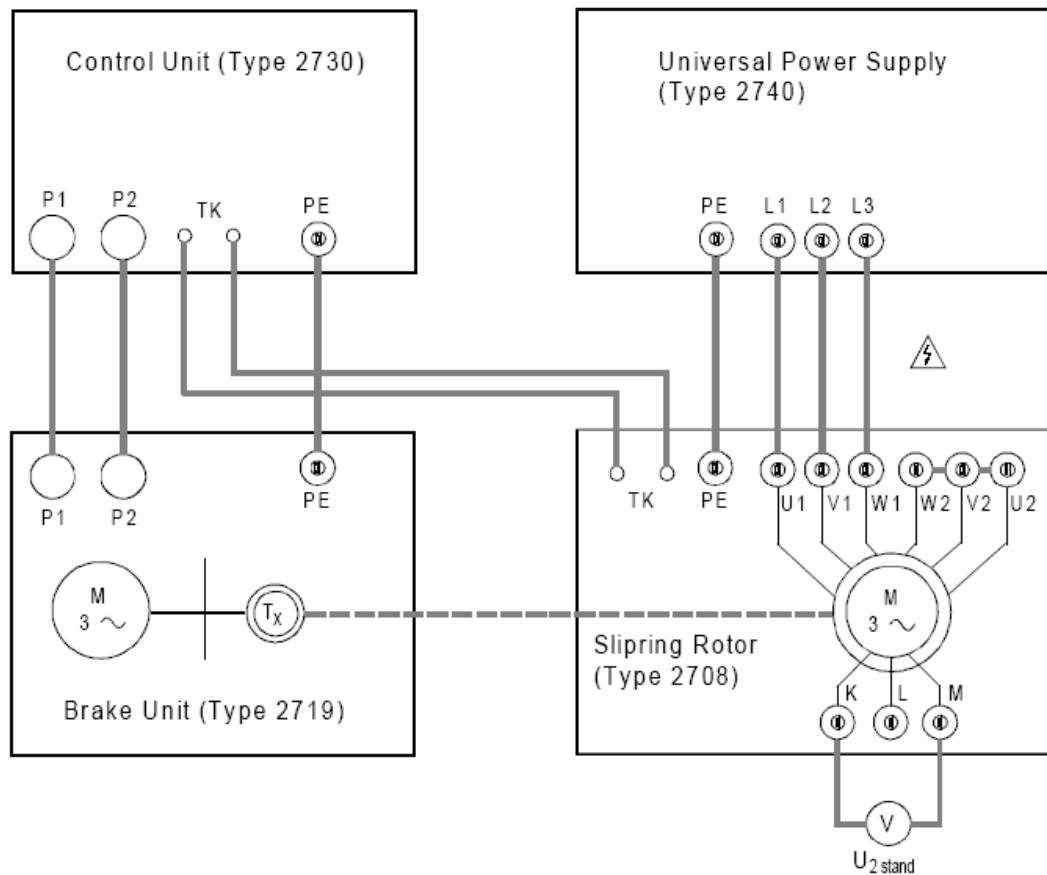 Control Unit (Type 2730)
Universal Power Supply
(Type 2740)
P1 P2 TK PE
PE L1 L2 L3
P1 P2 PE
TK PE U1 V1 W1 W2 V2 U2
M
3 ~
Tx
M
3 ~
Slipring Rotor
(Type 2708)
Brake Unit (Type 2719)
K L M
V
U2 stand